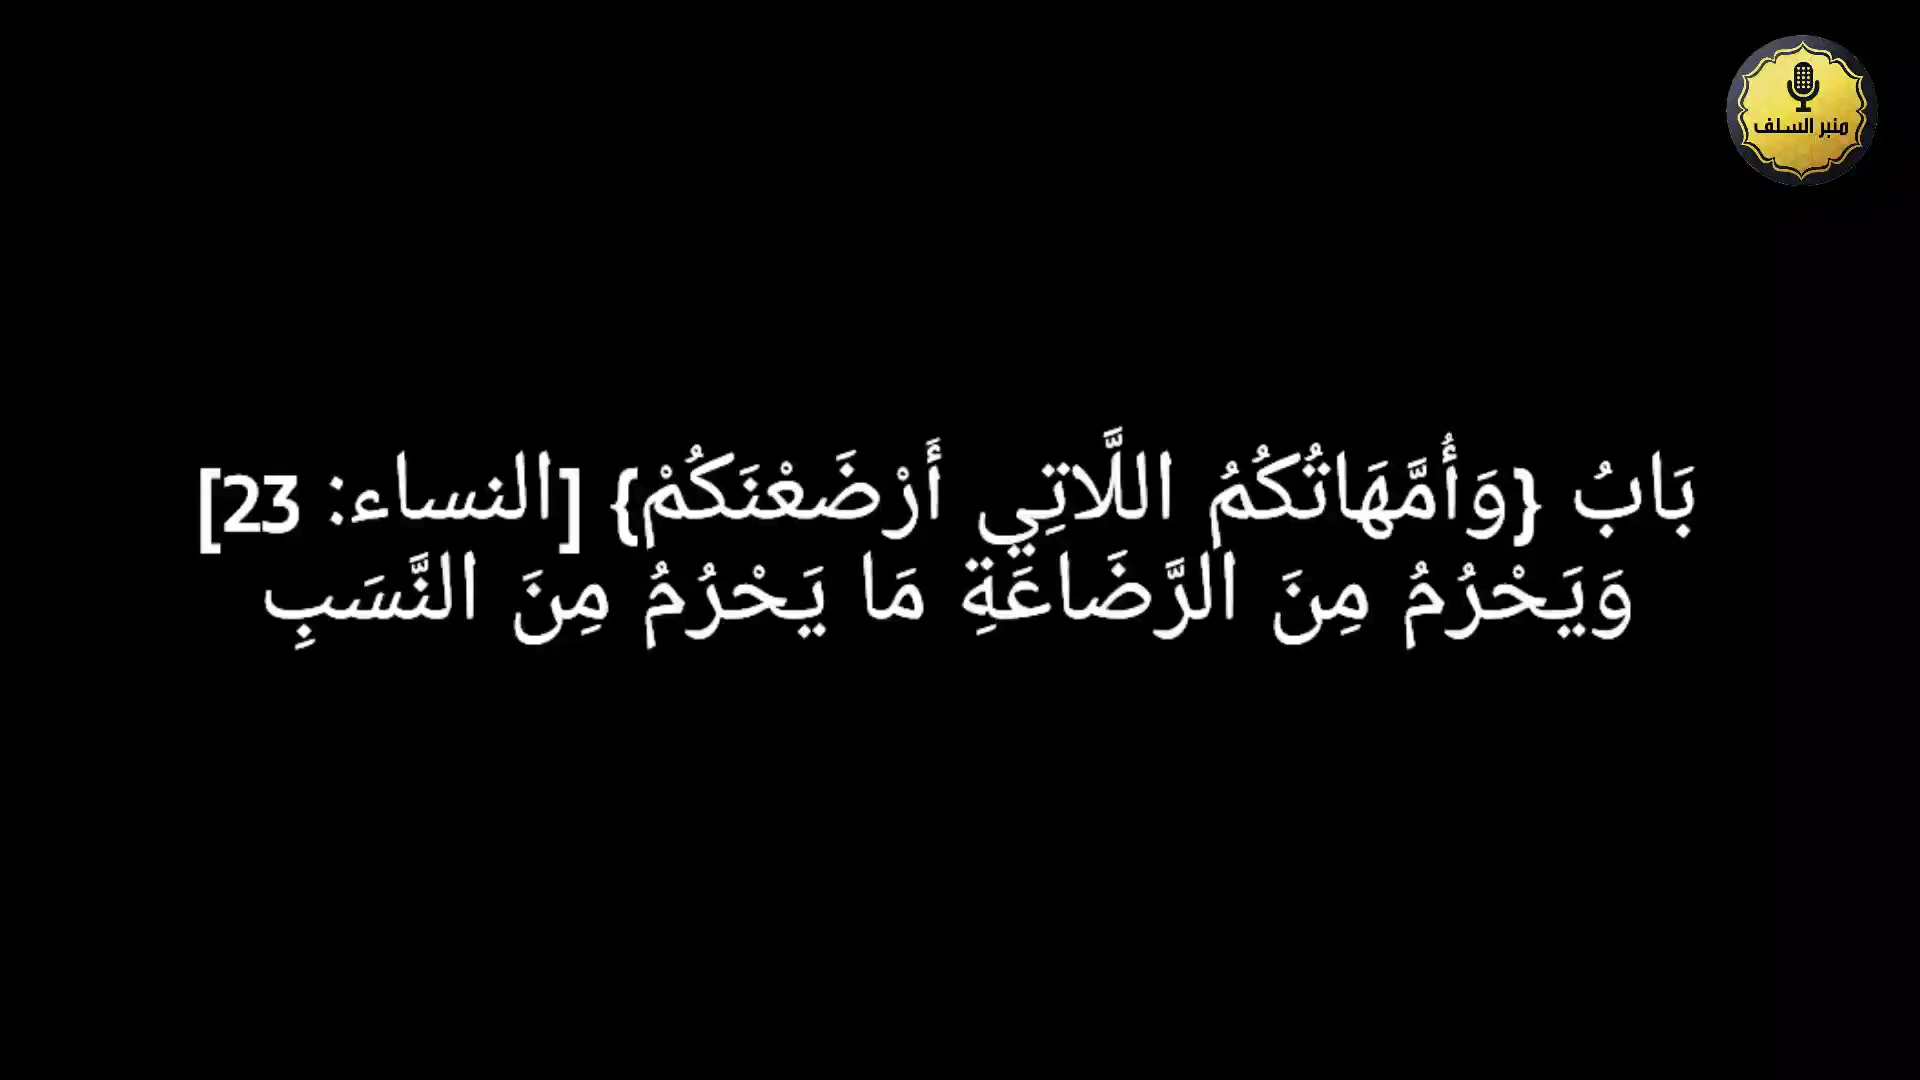 منبر السلف
بَابُ {وَأُمَّهَاتُكُمُ اللَّاتِي أَرْضَعْنَكُمْ} [النساء: 23]
وَيَحْرُمُ مِنَ الرَّضَاعَةِ مَا يَحْرُمُ مِنَ النَّسَبِ